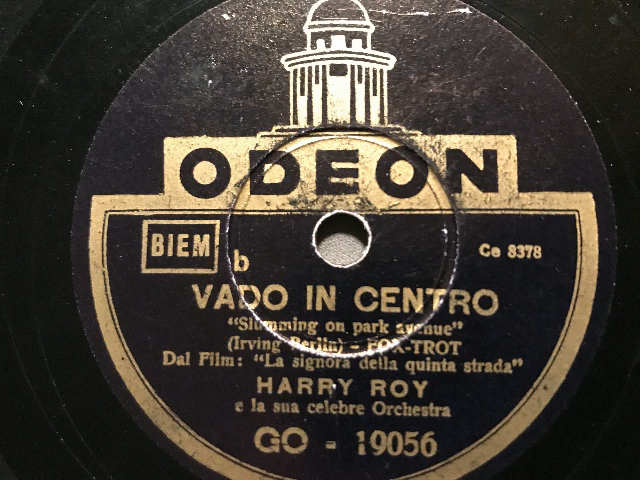 ODEON
BIEM
b
Ce 8378
VADO IN CENTRO
"Slumming on park avenue"
(Irving Berlin) - FOX-TROT
Dal Film: "La signora della quinta strada"
HARRY ROY
e la sua celebre Orchestra
GO - 19056